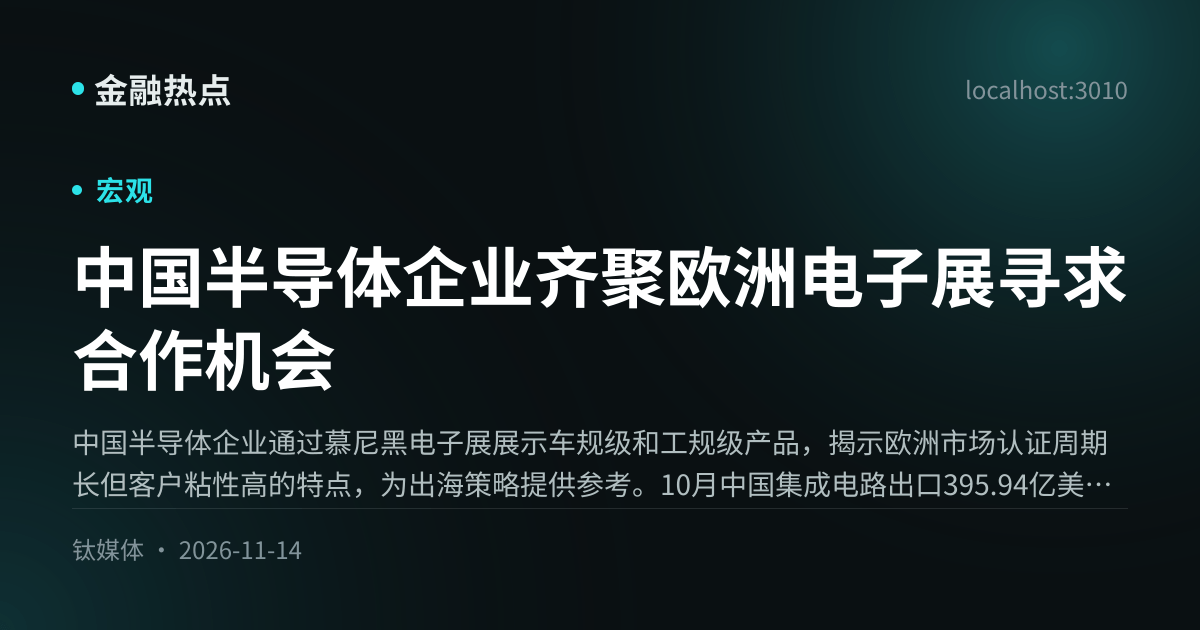 金融热点
localhost:3010
宏观
中国半导体企业齐聚欧洲电子展寻求
合作机会
中国半导体企业通过慕尼黑电子展展示车规级和工规级产品，揭示欧洲市场认证周期
长但客户粘性高的特点，为出海策略提供参考。10月中国集成电路出口395.94亿美…
钛媒体 • 2026-11-14